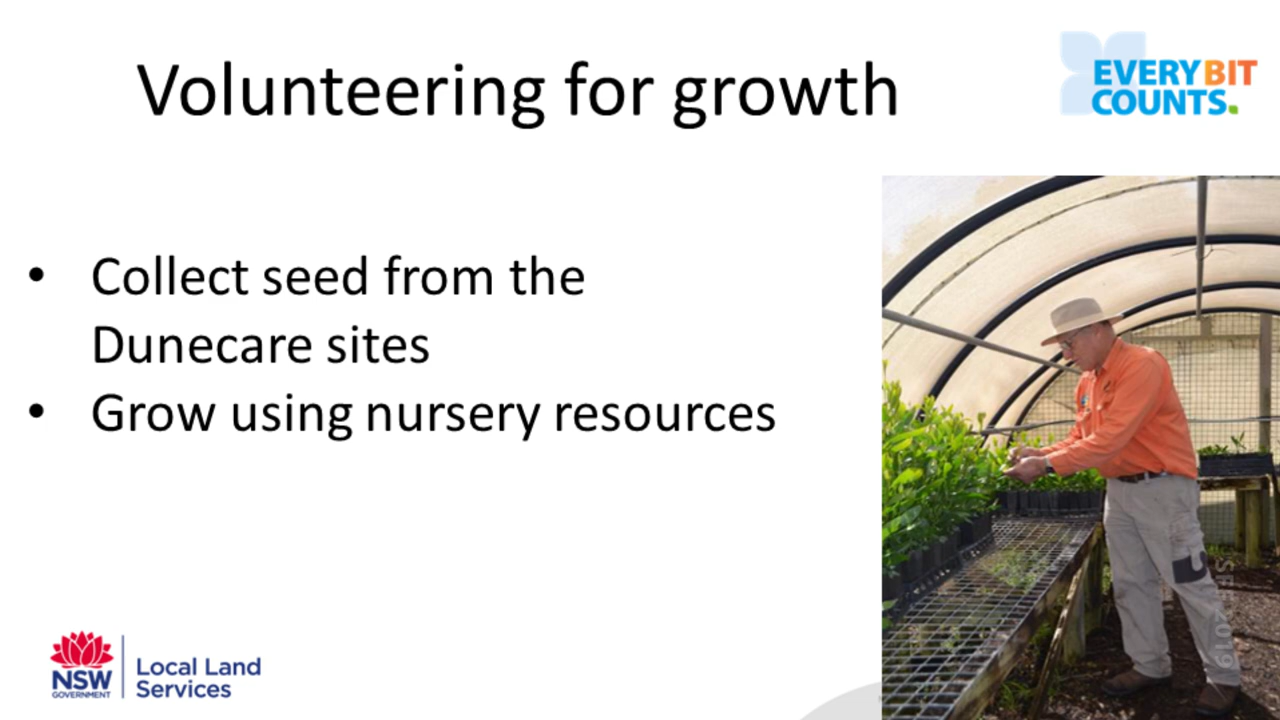 Volunteering for growth
EVERY BIT
COUNTS.
• Collect seed from the
Dunecare sites
• Grow using nursery resources
NSW
GOVERNMENT
Local Land
Services
2019